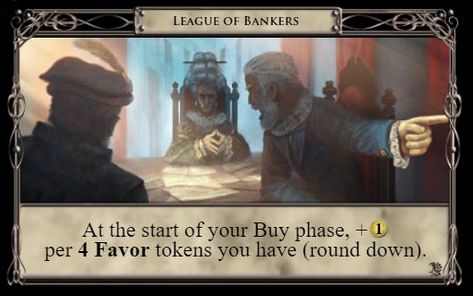 League of Bankers
At the start of your Buy phase, +1
per 4 Favor tokens you have (round down).